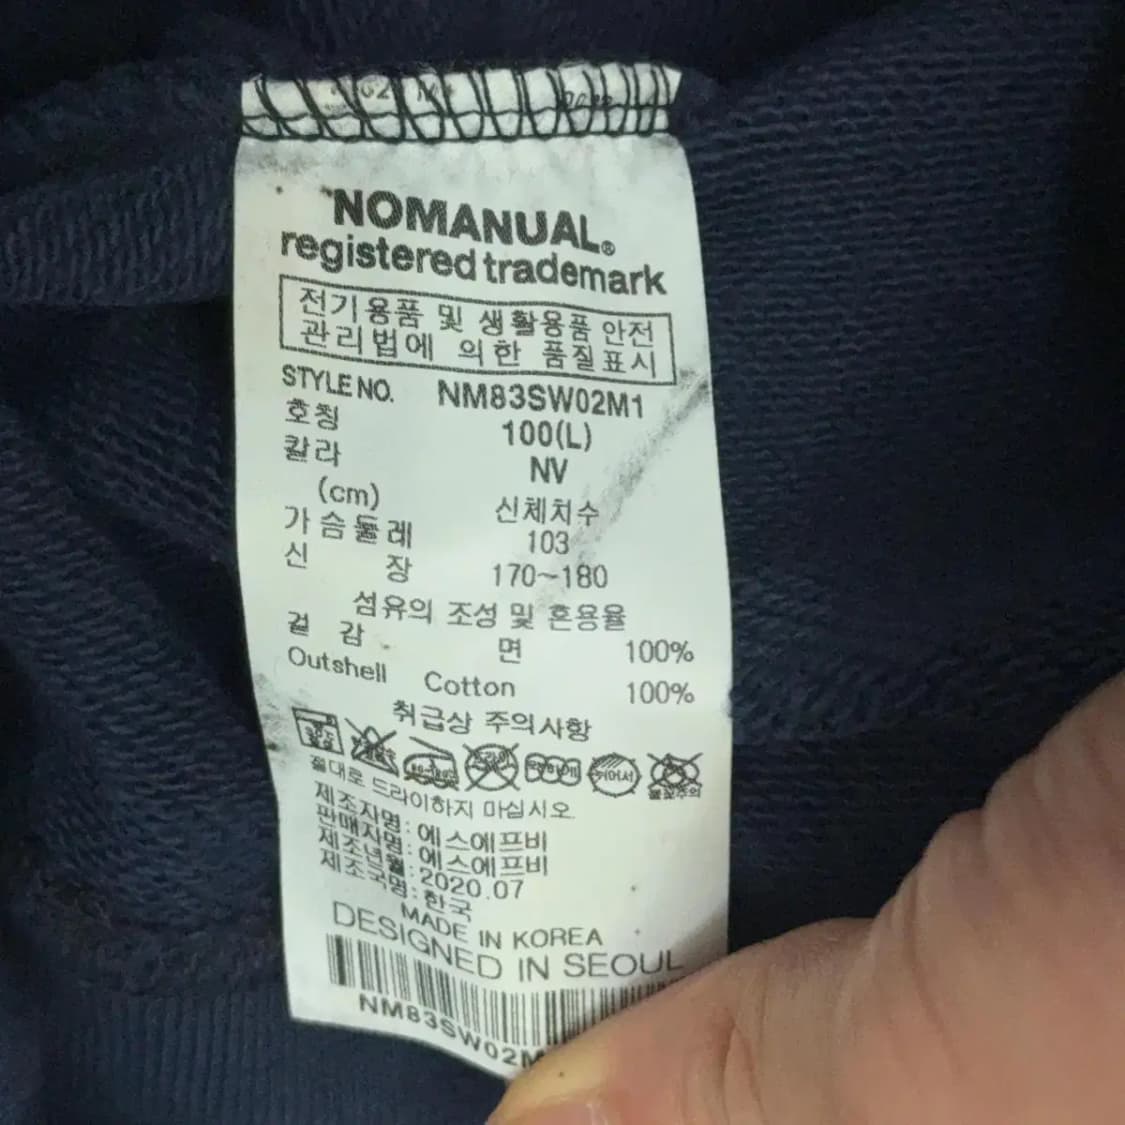 NOMANUAL®
registered trademark
전기용품 및 생활용품 안전
관리법에 의한 품질표시
STYLE NO. NM83SW02M1
호칭 100(L)
칼라 NV
(cm) 신체치수
가슴둘레 103
신 장 170~180
섬유의 조성 및 혼용율
겉 감 면 100%
Outshell Cotton 100%
취급상 주의사항
절대로 드라이하지 마십시오.
제조자명: 에스에프비
판매자명: 에스에프비
제조년월: 2020.07
제조국명: 한국
MADE IN KOREA
DESIGNED IN SEOUL
NM83SW02M